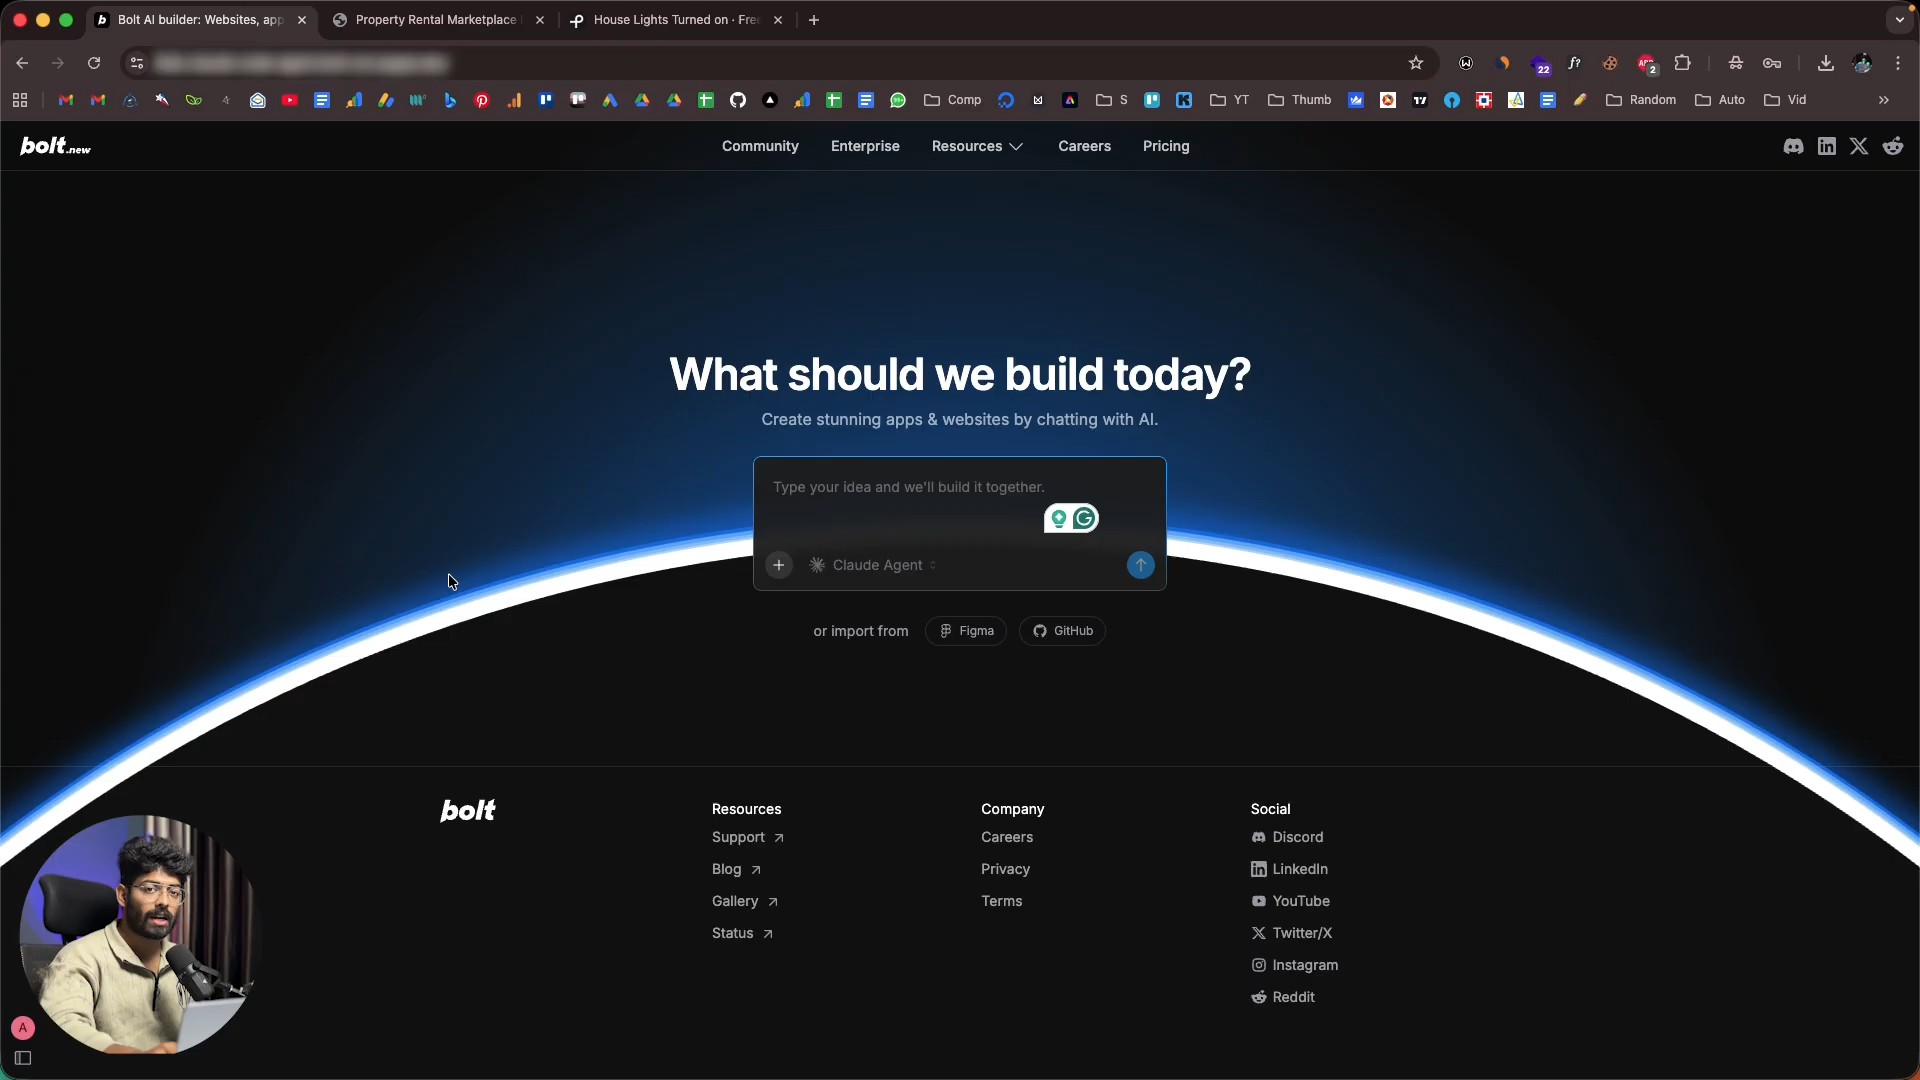 Bolt AI builder: Websites, app
Property Rental Marketplace
House Lights Turned on · Fre
22
f?
2
Comp
S
YT
Thumb
Random
Auto
Vid
bolt.new
Community
Enterprise
Resources
Careers
Pricing
What should we build today?
Create stunning apps & websites by chatting with AI.
Type your idea and we'll build it together.
Claude Agent
or import from
Figma
GitHub
bolt
Resources
Support
Blog
Gallery
Status
Company
Careers
Privacy
Terms
Social
Discord
LinkedIn
YouTube
Twitter/X
Instagram
Reddit
A